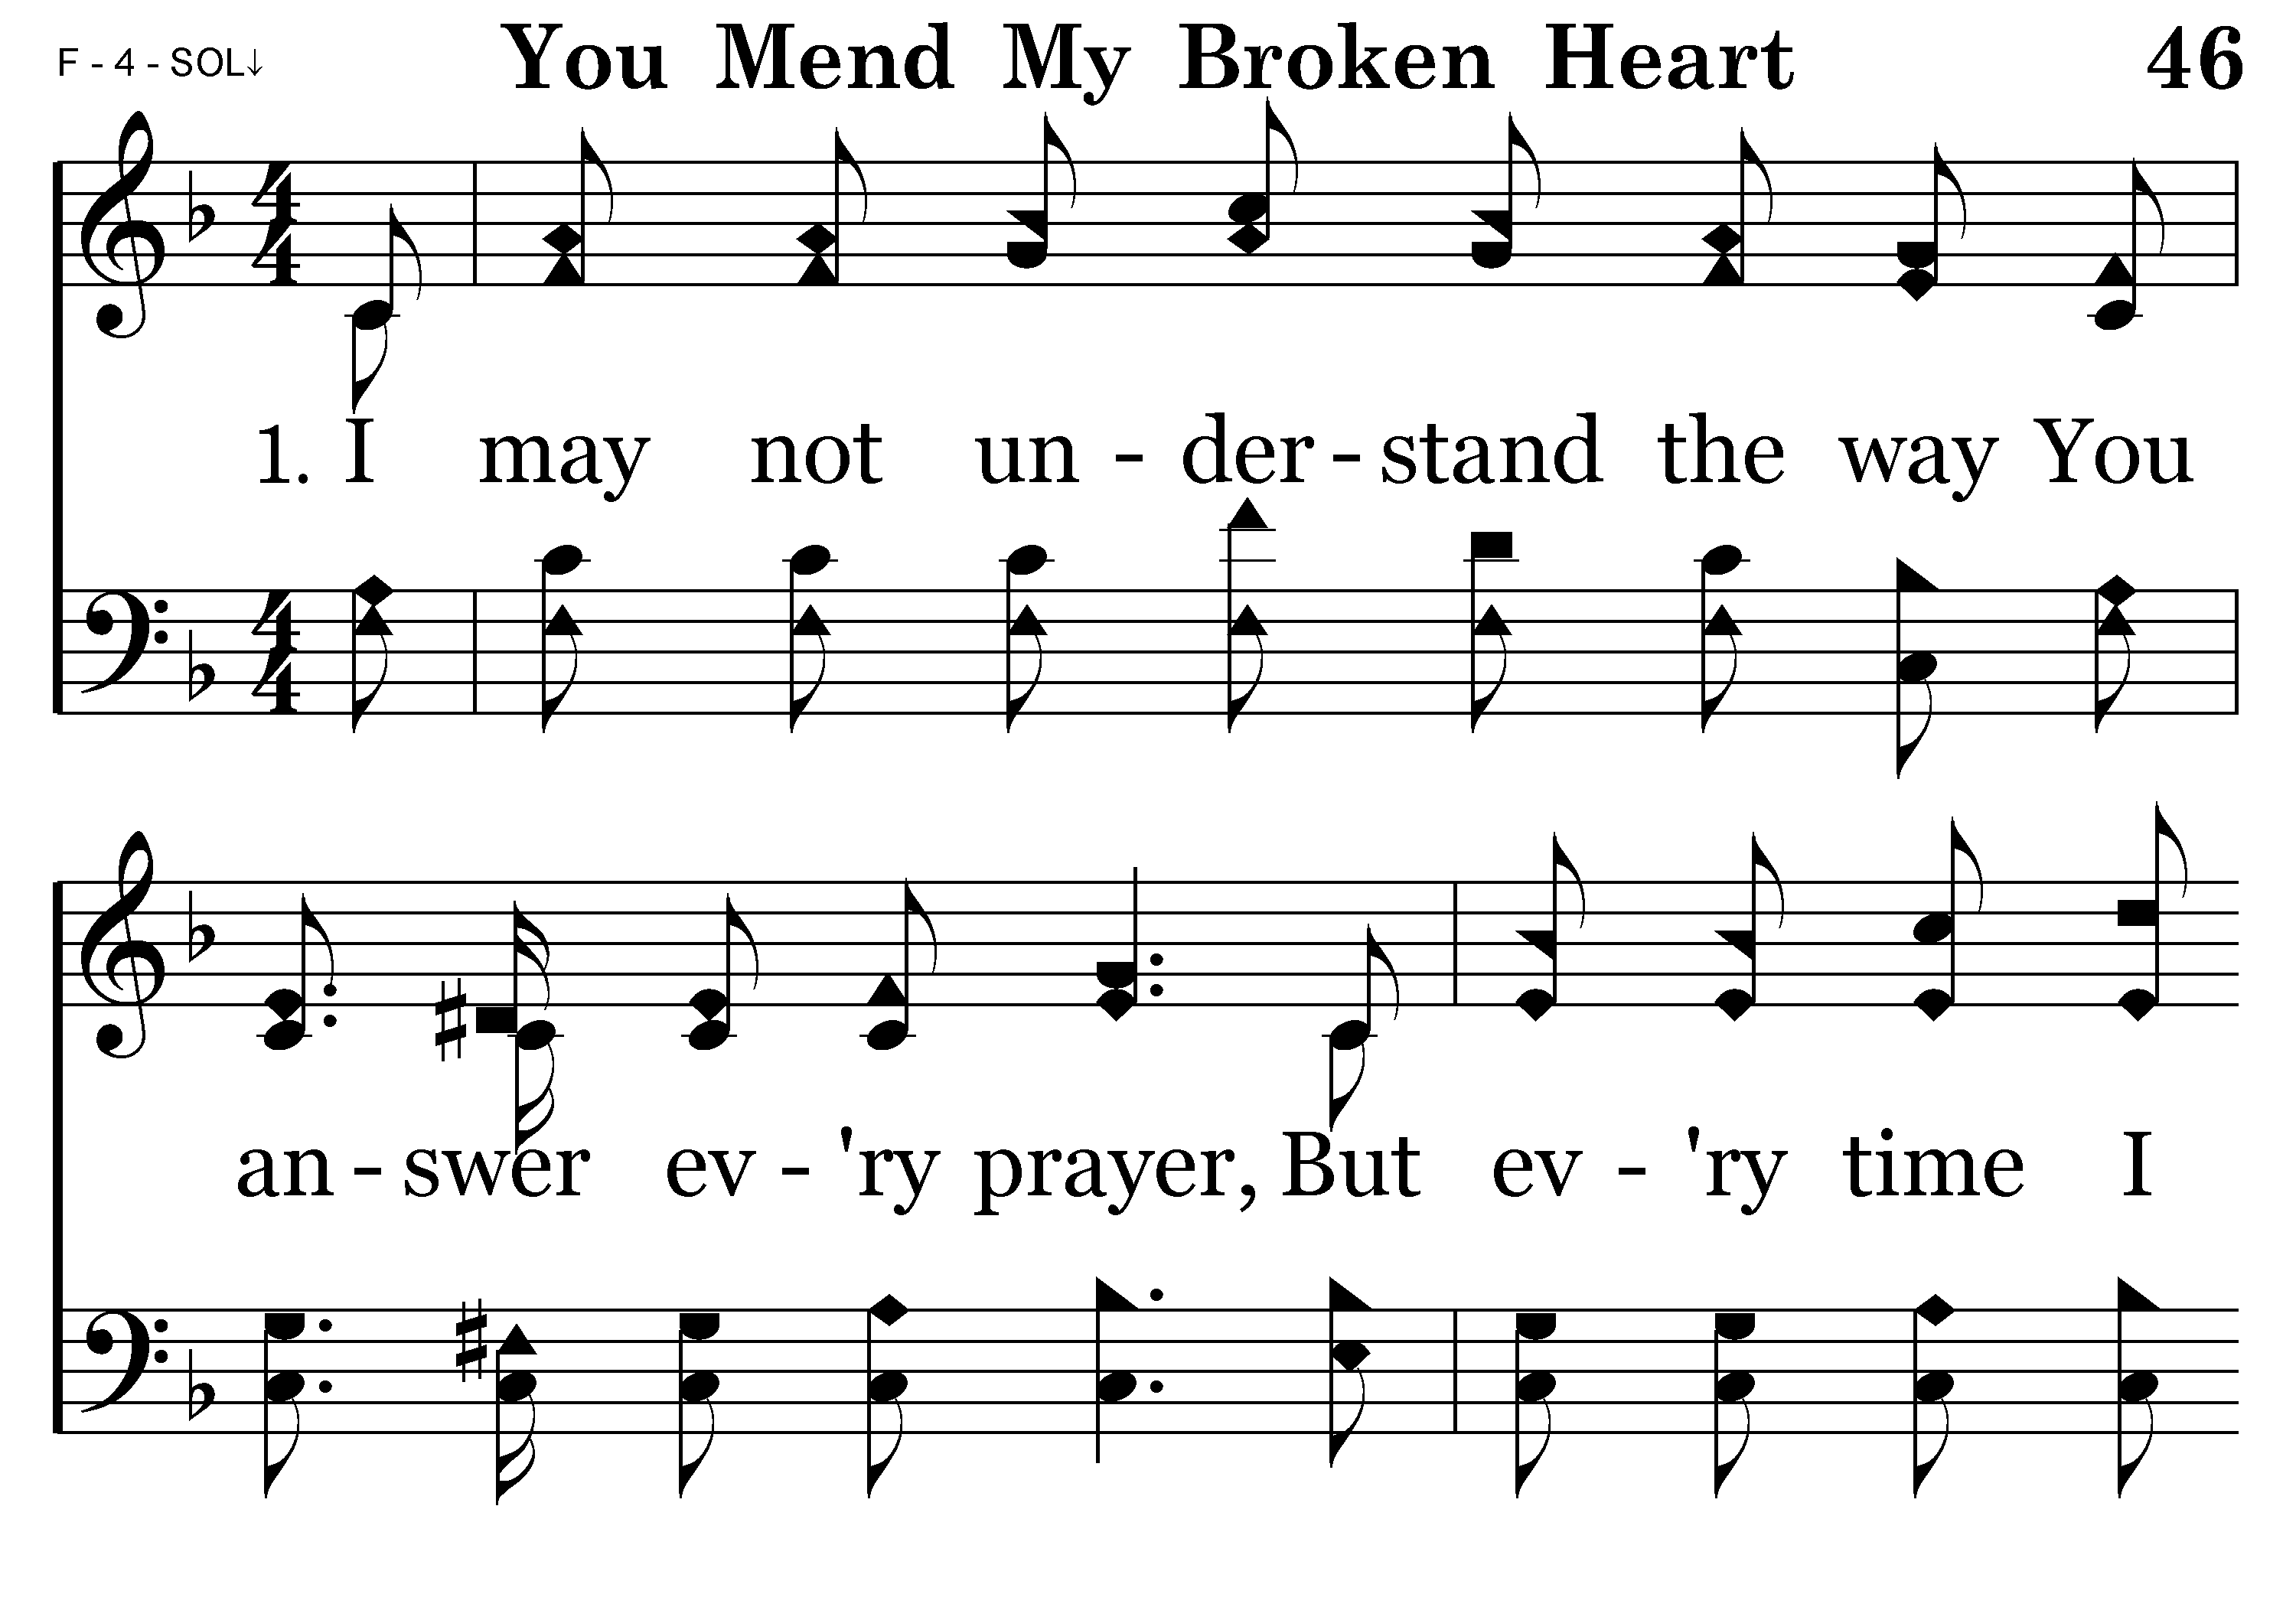 F - 4 - SOL↓ You Mend My Broken Heart 46
1. I may not un - der - stand the way You
an - swer ev - 'ry prayer, But ev - 'ry time I